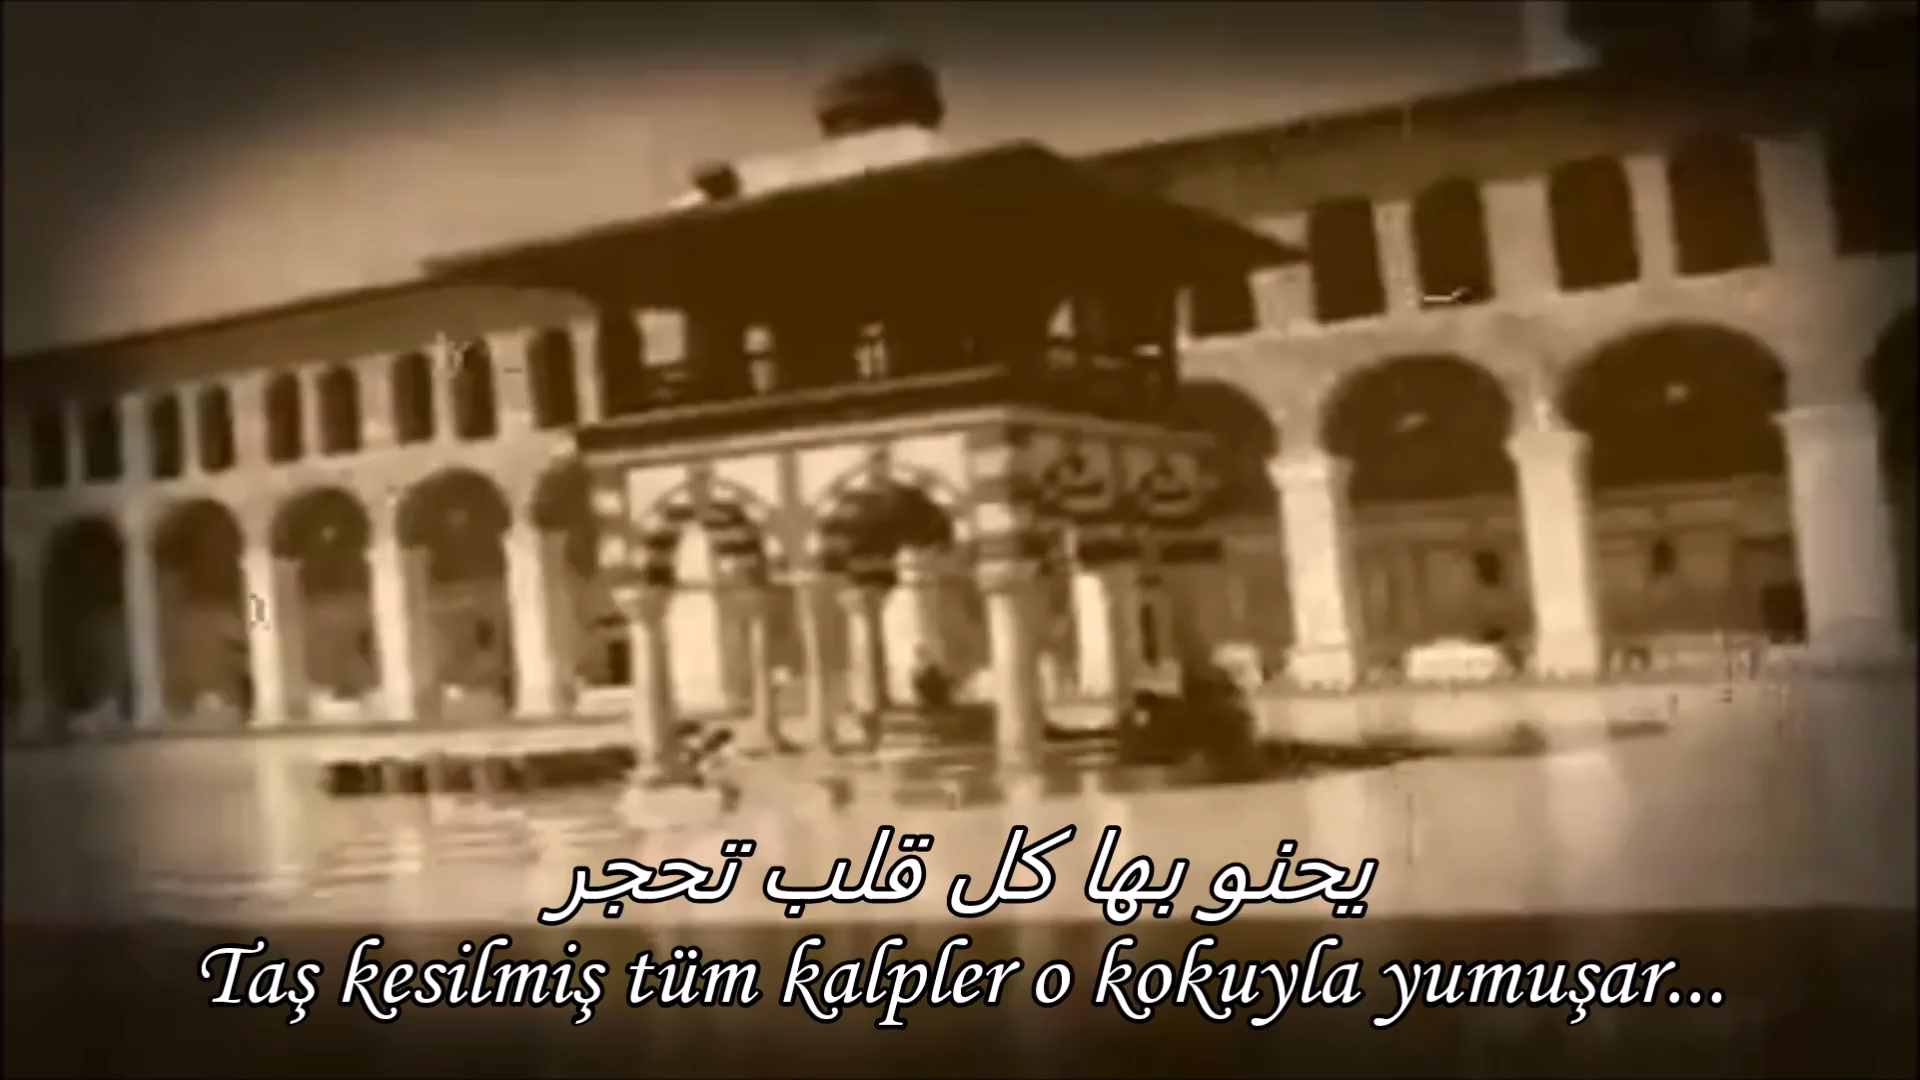 يحنو بها كل قلب تحجر
Taş kesilmiş tüm kalpler o kokuyla yumuşar...